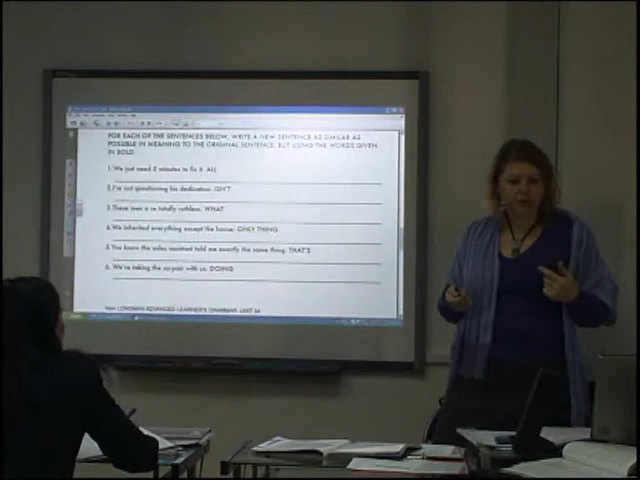 FOR EACH OF THE SENTENCES BELOW, WRITE A NEW SENTENCE AS SIMILAR AS
POSSIBLE IN MEANING TO THE ORIGINAL SENTENCE, BUT USING THE WORDS GIVEN
IN BOLD
1. We just need 5 minutes to fix it. ALL
2. I'm not questioning his dedication. ISN'T
3. These men are totally ruthless. WHAT
4. We inherited everything except the house. ONLY THING
5. You know the sales assistant told me exactly the same thing. THAT'S
6. We're taking the au-pair with us. DOING
LONGMAN ADVANCED LEARNER'S GRAMMAR, UNIT